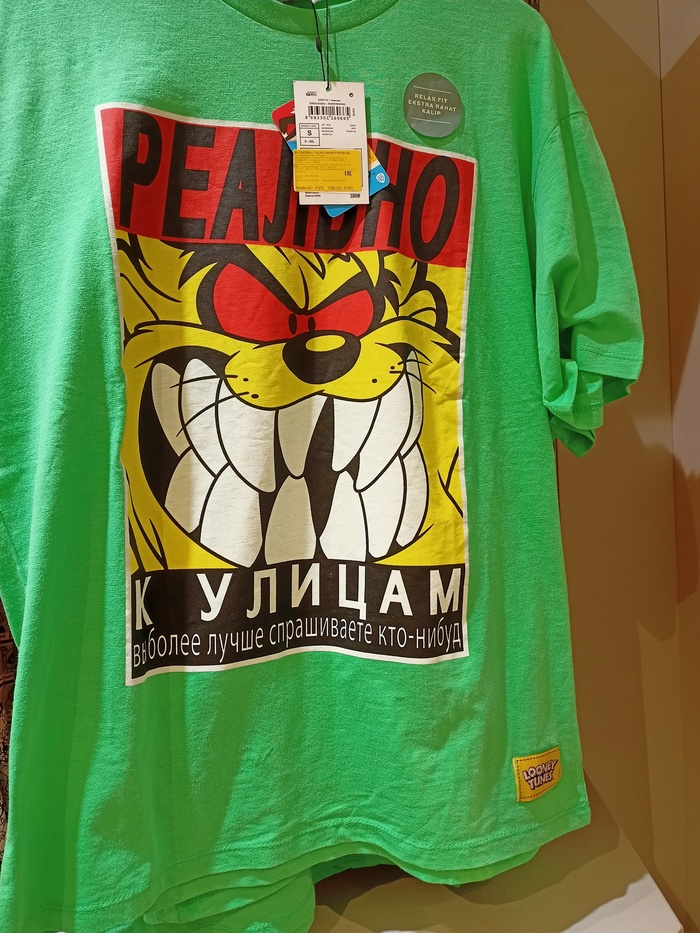 RELAX FIT
EKSTRA RAHAT
KALIP
S
РЕАЛЬНО
К УЛИЦАМ
вы более лучше спрашиваете кто-нибуд
LOONEY
TUNES